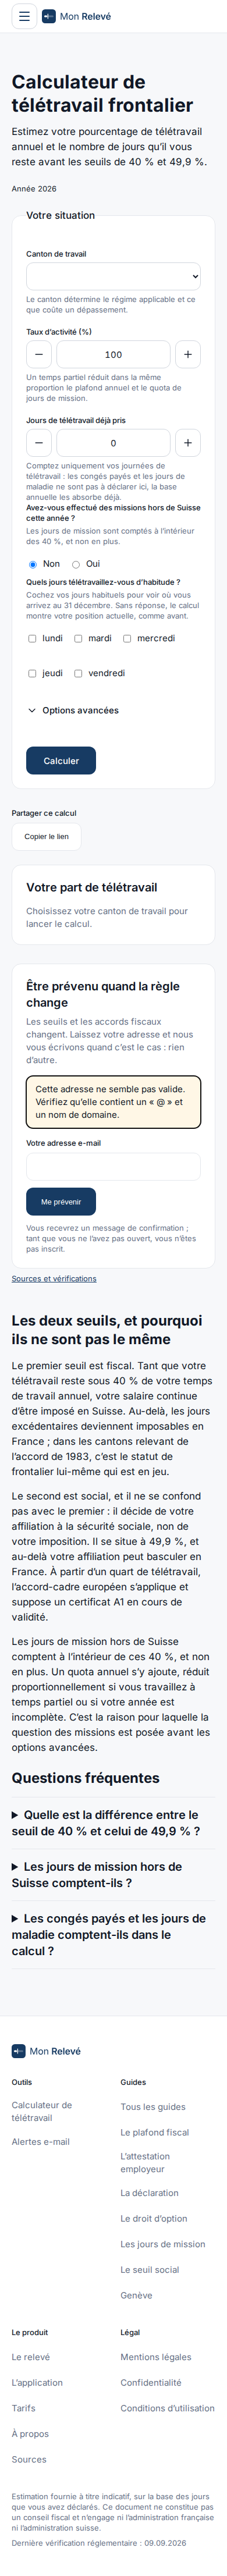 Mon Relevé
Calculateur de
télétravail frontalier
Estimez votre pourcentage de télétravail
annuel et le nombre de jours qu’il vous
reste avant les seuils de 40 % et 49,9 %.
Année 2026
Votre situation
Canton de travail
Le canton détermine le régime applicable et ce
que coûte un dépassement.
Taux d’activité (%)
100
Un temps partiel réduit dans la même
proportion le plafond annuel et le quota de
jours de mission.
Jours de télétravail déjà pris
0
Comptez uniquement vos journées de
télétravail : les congés payés et les jours de
maladie ne sont pas à déclarer ici, la base
annuelle les absorbe déjà.
Avez-vous effectué des missions hors de Suisse
cette année ?
Les jours de mission sont comptés à l’intérieur
des 40 %, et non en plus.
Non Oui
Quels jours télétravaillez-vous d’habitude ?
Cochez vos jours habituels pour voir où vous
arrivez au 31 décembre. Sans réponse, le calcul
montre votre position actuelle, comme avant.
lundi mardi mercredi
jeudi vendredi
Options avancées
Calculer
Partager ce calcul
Copier le lien
Votre part de télétravail
Choisissez votre canton de travail pour
lancer le calcul.
Être prévenu quand la règle
change
Les seuils et les accords fiscaux
changent. Laissez votre adresse et nous
vous écrivons quand c’est le cas : rien
d’autre.
Cette adresse ne semble pas valide.
Vérifiez qu’elle contient un « @ » et
un nom de domaine.
Votre adresse e-mail
Me prévenir
Vous recevrez un message de confirmation ;
tant que vous ne l’avez pas ouvert, vous n’êtes
pas inscrit.
Sources et vérifications
Les deux seuils, et pourquoi
ils ne sont pas le même
Le premier seuil est fiscal. Tant que votre
télétravail reste sous 40 % de votre temps
de travail annuel, votre salaire continue
d’être imposé en Suisse. Au-delà, les jours
excédentaires deviennent imposables en
France ; dans les cantons relevant de
l’accord de 1983, c’est le statut de
frontalier lui-même qui est en jeu.
Le second est social, et il ne se confond
pas avec le premier : il décide de votre
affiliation à la sécurité sociale, non de
votre imposition. Il se situe à 49,9 %, et
au-delà votre affiliation peut basculer en
France. À partir d’un quart de télétravail,
l’accord-cadre européen s’applique et
suppose un certificat A1 en cours de
validité.
Les jours de mission hors de Suisse
comptent à l’intérieur de ces 40 %, et non
en plus. Un quota annuel s’y ajoute, réduit
proportionnellement si vous travaillez à
temps partiel ou si votre année est
incomplète. C’est la raison pour laquelle la
question des missions est posée avant les
options avancées.
Questions fréquentes
Quelle est la différence entre le
seuil de 40 % et celui de 49,9 % ?
Les jours de mission hors de
Suisse comptent-ils ?
Les congés payés et les jours de
maladie comptent-ils dans le
calcul ?
Mon Relevé
Outils
Calculateur de
télétravail
Alertes e-mail
Guides
Tous les guides
Le plafond fiscal
L’attestation
employeur
La déclaration
Le droit d’option
Les jours de mission
Le seuil social
Genève
Le produit
Le relevé
L’application
Tarifs
À propos
Sources
Légal
Mentions légales
Confidentialité
Conditions d’utilisation
Estimation fournie à titre indicatif, sur la base des jours
que vous avez déclarés. Ce document ne constitue pas
un conseil fiscal et n’engage ni l’administration française
ni l’administration suisse.
Dernière vérification réglementaire : 09.09.2026